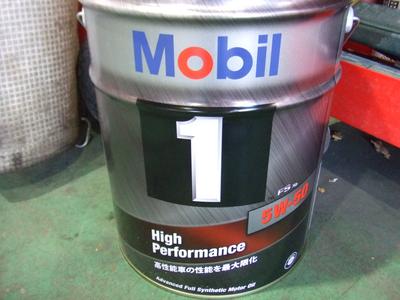 Mobil
1
FS
5W-50
High
Performance
高性能車の性能を最大限化
Advanced Full Synthetic Motor Oil